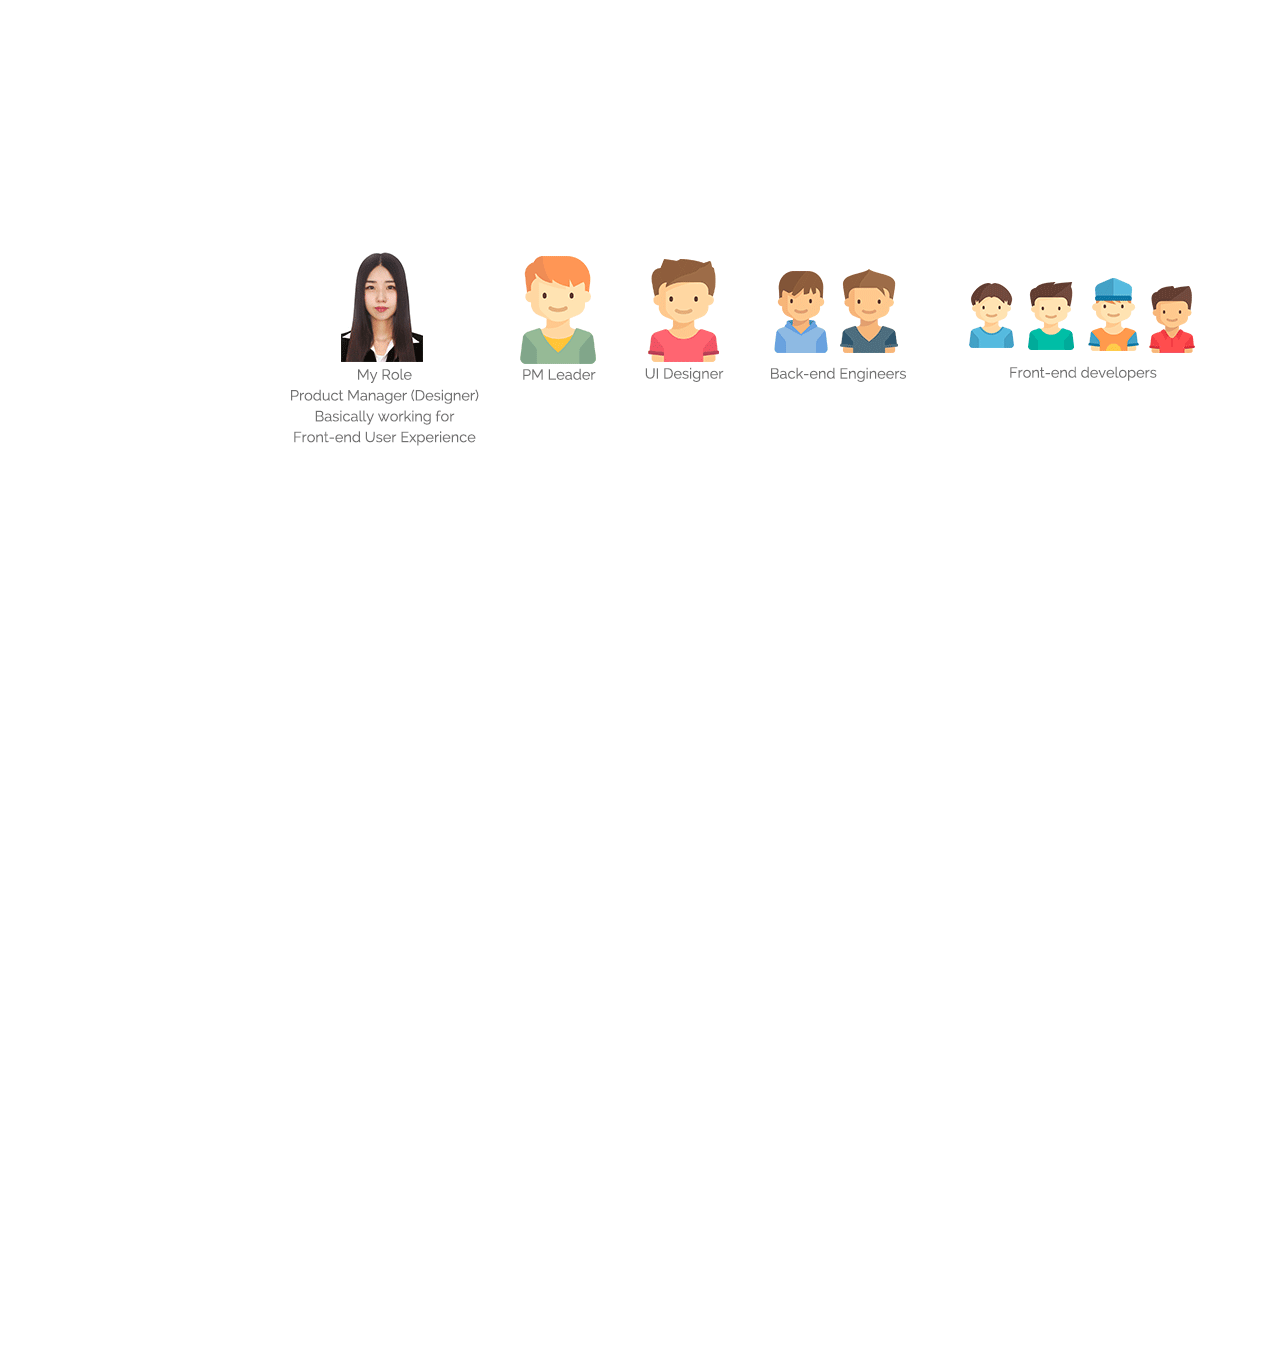 My Role
Product Manager (Designer)
Basically working for
Front-end User Experience
PM Leader
UI Designer
Back-end Engineers
Front-end developers